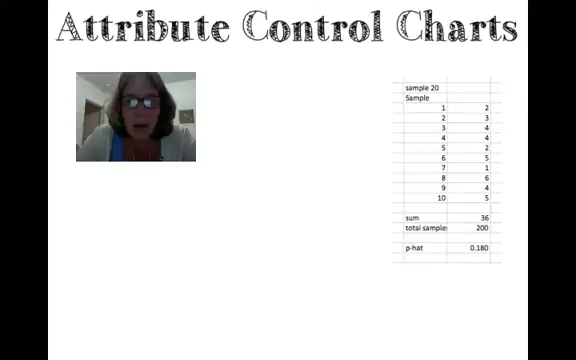 Attribute Control Charts
sample 20
Sample
1 2
2 3
3 4
4 4
5 2
6 5
7 1
8 6
9 4
10 5
sum 36
total samples 200
p-hat 0.180